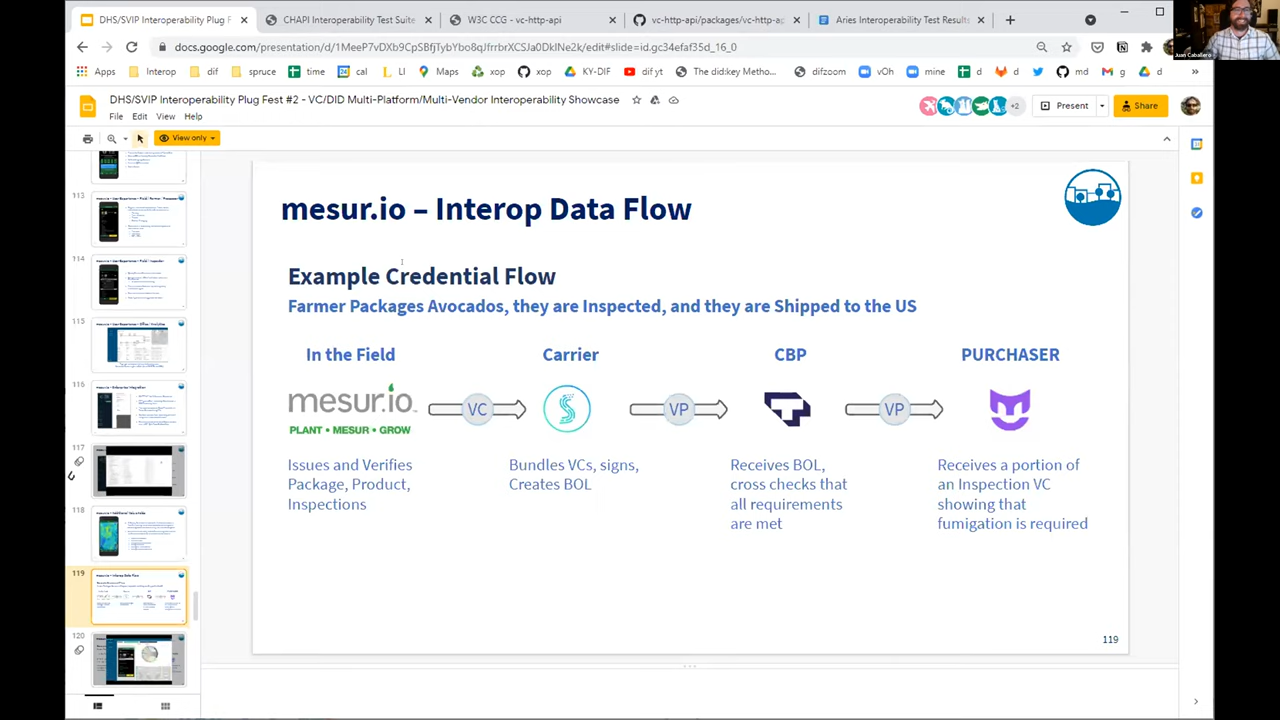 DHS/SVIP Interoperability Plug F
CHAPI Interoperability Test Suite
W3C CCG - vc-http-api
vc-http-api/packages/vc-http-ap
Aries Interoperability Test Results
docs.google.com/presentation/d/1MeeP7vDXb9CpSBfjTybYbc8qJrrbrXCSJa0DkINe2k/edit#slide=id.gc34efaf35d_16_0
Juan Caballero
Apps
Interop
dif
spruce
time
cal
LI
Maps
xop
xop
KY-DIF
dif yt
The did:key Metho...
difzoom
vOh
mine
d
d
md
g
d
DHS/SVIP Interoperability Plug Fest #2 - VC/DID Multi-Platform/Multi-Vendor Interoperability Showcase
File Edit View Help
+2
Present
Share
View only
113
114
115
116
117
118
119
120
mesur.io – Interop Data Flow
Example Credential Flow
Farmer Packages Avocados, they are Inspected, and they are Shipped to the US
In the Field
Carrier
CBP
PURCHASER
mesur.io
PLANT • MESUR • GROW
VC
VP
VP
Issues and Verifies
Package, Product,
Inspections
Bundles VCs, signs,
Creates BOL
Receives BOL,
cross checks that
all requirements
are met
Receives a portion of
an Inspection VC
showing that
fumigation is required
119